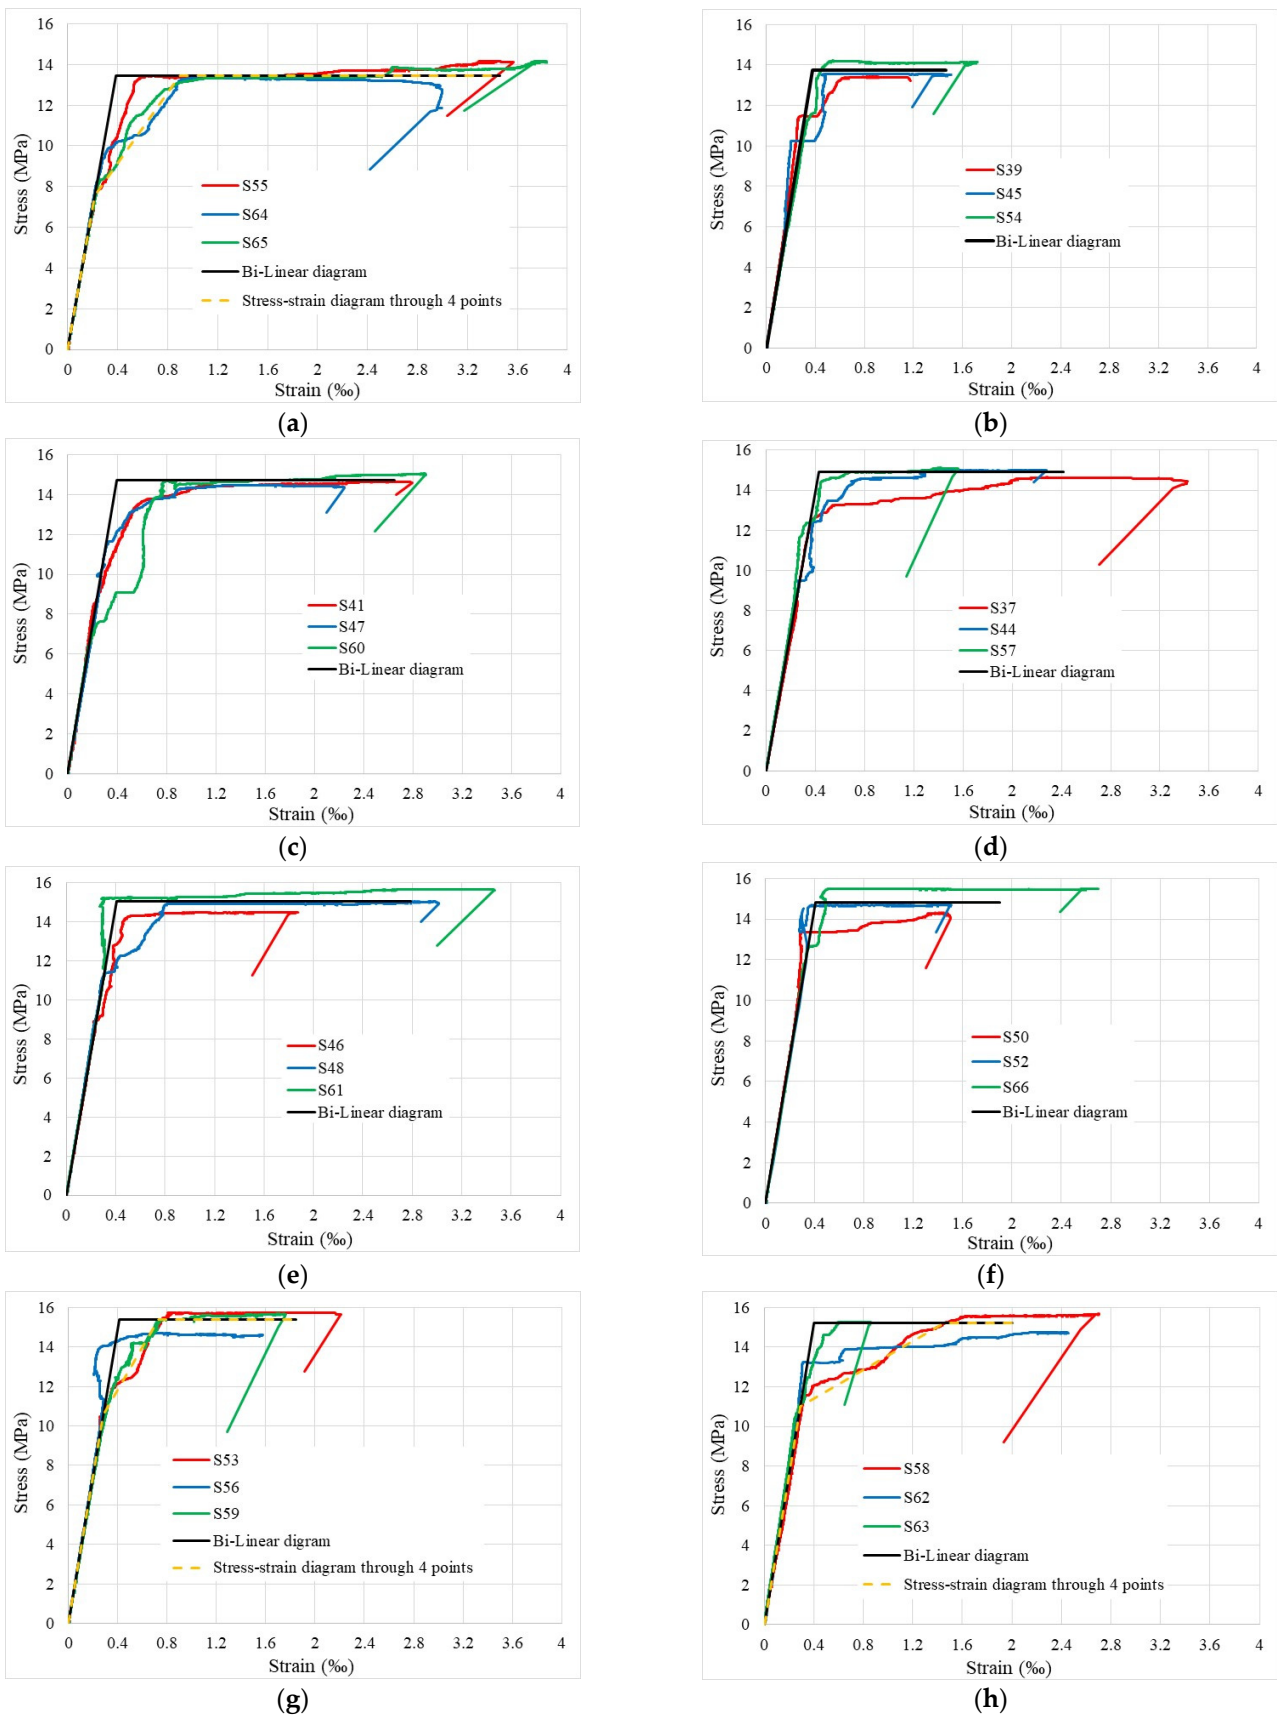 16
14
12
10
8
6
4
2
0
Stress (MPa)
S55
S64
S65
Bi-Linear diagram
Stress-strain diagram through 4 points
0 0.4 0.8 1.2 1.6 2 2.4 2.8 3.2 3.6 4
Strain (‰)
(a)
16
14
12
10
8
6
4
2
0
Stress (MPa)
S39
S45
S54
Bi-Linear diagram
0 0.4 0.8 1.2 1.6 2 2.4 2.8 3.2 3.6 4
Strain (‰)
(b)
16
14
12
10
8
6
4
2
0
Stress (MPa)
S41
S47
S60
Bi-Linear diagram
0 0.4 0.8 1.2 1.6 2 2.4 2.8 3.2 3.6 4
Strain (‰)
(c)
16
14
12
10
8
6
4
2
0
Stress (MPa)
S37
S44
S57
Bi-Linear diagram
0 0.4 0.8 1.2 1.6 2 2.4 2.8 3.2 3.6 4
Strain (‰)
(d)
16
14
12
10
8
6
4
2
0
Stress (MPa)
S46
S48
S61
Bi-Linear diagram
0 0.4 0.8 1.2 1.6 2 2.4 2.8 3.2 3.6 4
Strain (‰)
(e)
16
14
12
10
8
6
4
2
0
Stress (MPa)
S50
S52
S66
Bi-Linear diagram
0 0.4 0.8 1.2 1.6 2 2.4 2.8 3.2 3.6 4
Strain (‰)
(f)
16
14
12
10
8
6
4
2
0
Stress (MPa)
S53
S56
S59
Bi-Linear digram
Stress-strain diagram through 4 points
0 0.4 0.8 1.2 1.6 2 2.4 2.8 3.2 3.6 4
Strain (‰)
(g)
16
14
12
10
8
6
4
2
0
Stress (MPa)
S58
S62
S63
Bi-Linear diagram
Stress-strain diagram through 4 points
0 0.4 0.8 1.2 1.6 2 2.4 2.8 3.2 3.6 4
Strain (‰)
(h)